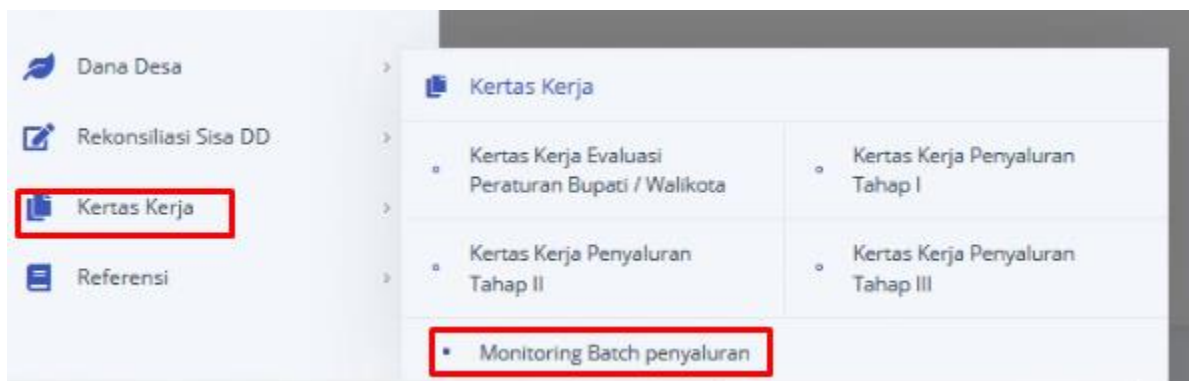 Dana Desa
Rekonsiliasi Sisa DD
Kertas Kerja
Referensi
Kertas Kerja
Kertas Kerja Evaluasi
Peraturan Bupati / Walikota
Kertas Kerja Penyaluran
Tahap I
Kertas Kerja Penyaluran
Tahap II
Kertas Kerja Penyaluran
Tahap III
Monitoring Batch penyaluran